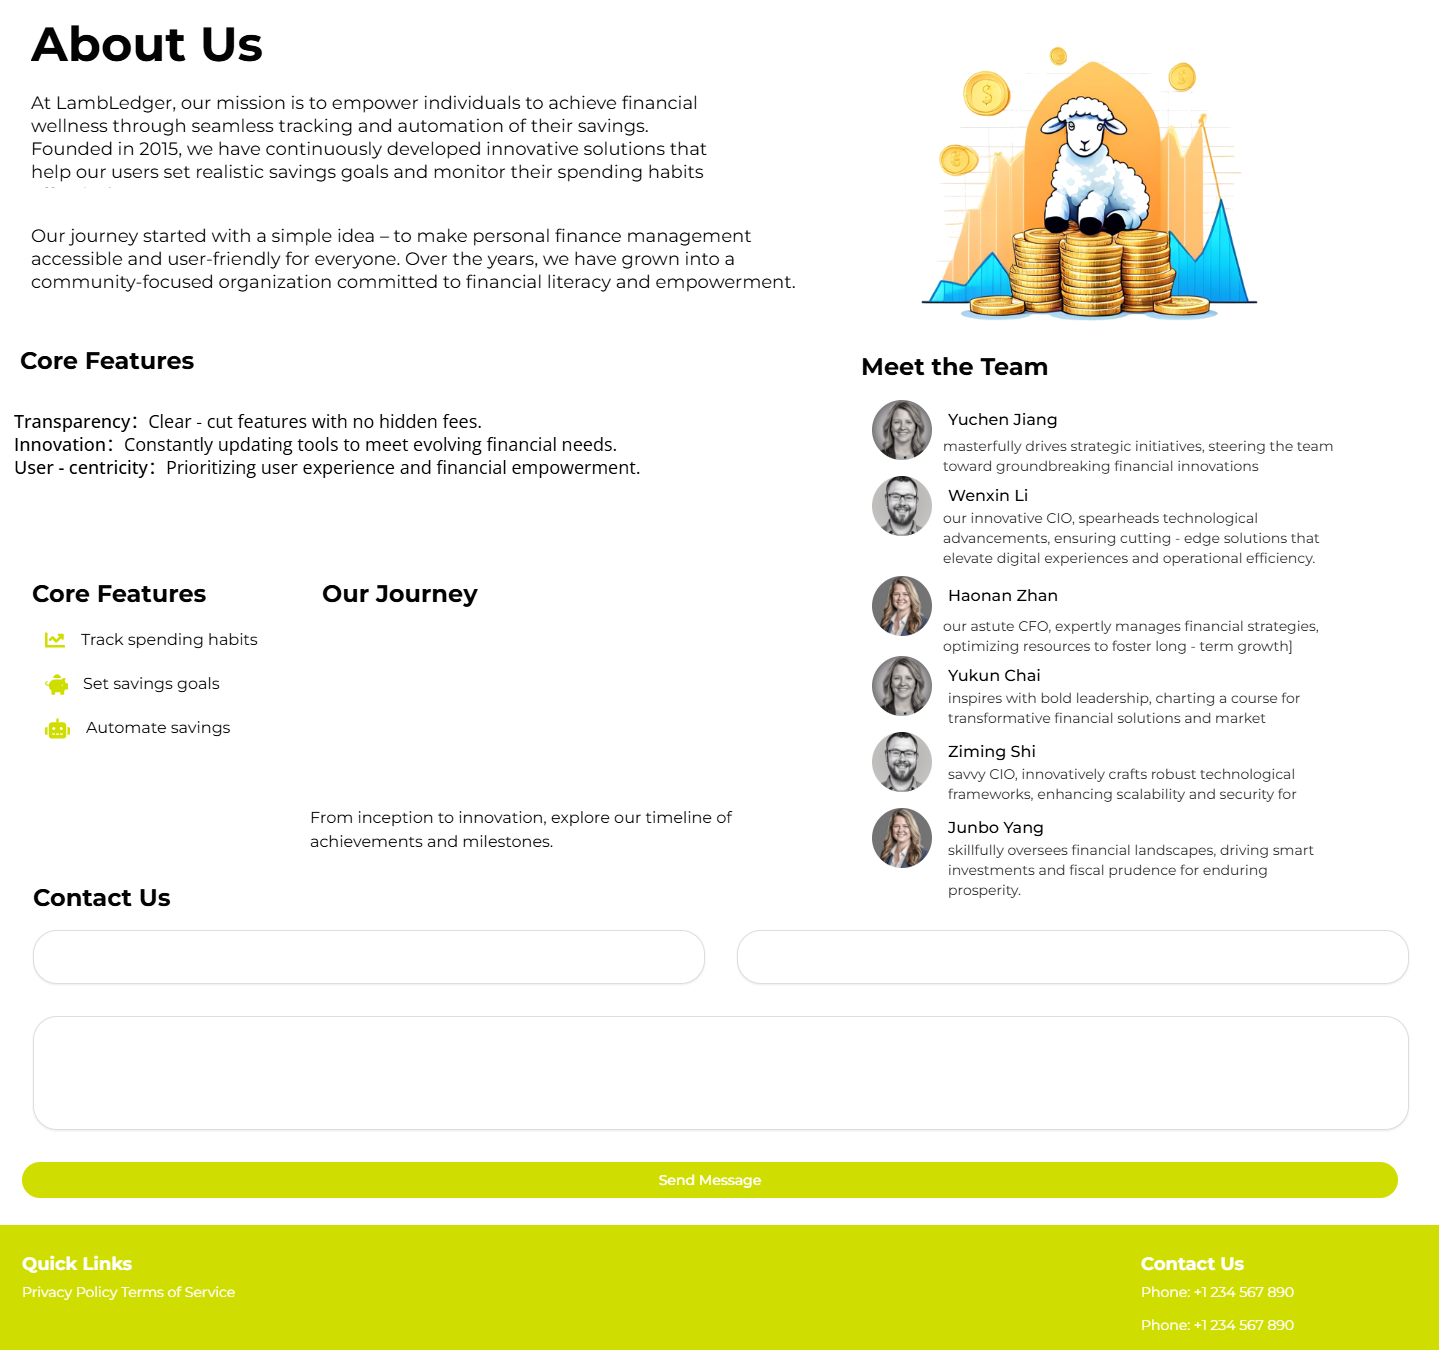 About Us
At LambLedger, our mission is to empower individuals to achieve financial
wellness through seamless tracking and automation of their savings.
Founded in 2015, we have continuously developed innovative solutions that
help our users set realistic savings goals and monitor their spending habits
Our journey started with a simple idea – to make personal finance management
accessible and user-friendly for everyone. Over the years, we have grown into a
community-focused organization committed to financial literacy and empowerment.
Core Features
Transparency：Clear - cut features with no hidden fees.
Innovation：Constantly updating tools to meet evolving financial needs.
User - centricity：Prioritizing user experience and financial empowerment.
Meet the Team
Yuchen Jiang
masterfully drives strategic initiatives, steering the team
toward groundbreaking financial innovations
Wenxin Li
our innovative CIO, spearheads technological
advancements, ensuring cutting - edge solutions that
elevate digital experiences and operational efficiency.
Haonan Zhan
our astute CFO, expertly manages financial strategies,
optimizing resources to foster long - term growth]
Yukun Chai
inspires with bold leadership, charting a course for
transformative financial solutions and market
Ziming Shi
savvy CIO, innovatively crafts robust technological
frameworks, enhancing scalability and security for
Junbo Yang
skillfully oversees financial landscapes, driving smart
investments and fiscal prudence for enduring
prosperity.
Core Features
Track spending habits
Set savings goals
Automate savings
Our Journey
From inception to innovation, explore our timeline of
achievements and milestones.
Contact Us
Send Message
Quick Links
Privacy Policy Terms of Service
Contact Us
Phone: +1 234 567 890
Phone: +1 234 567 890